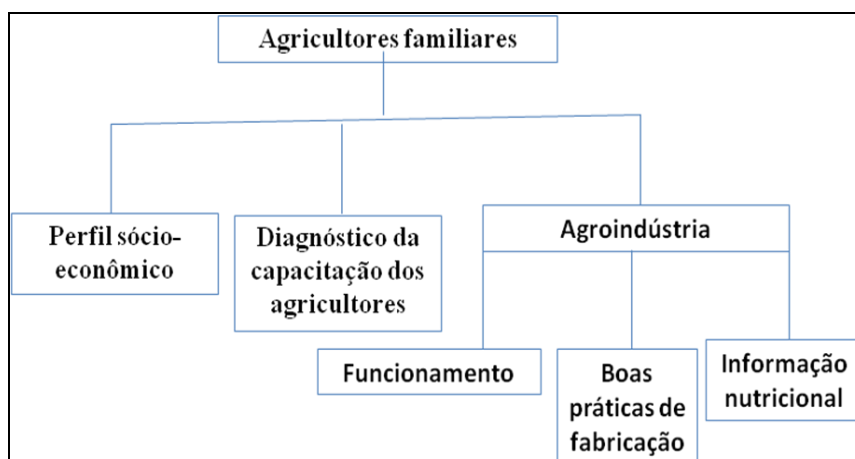 Agricultores familiares
Perfil sócio-
econômico
Diagnóstico da
capacitação dos
agricultores
Agroindústria
Funcionamento
Boas
práticas de
fabricação
Informação
nutricional